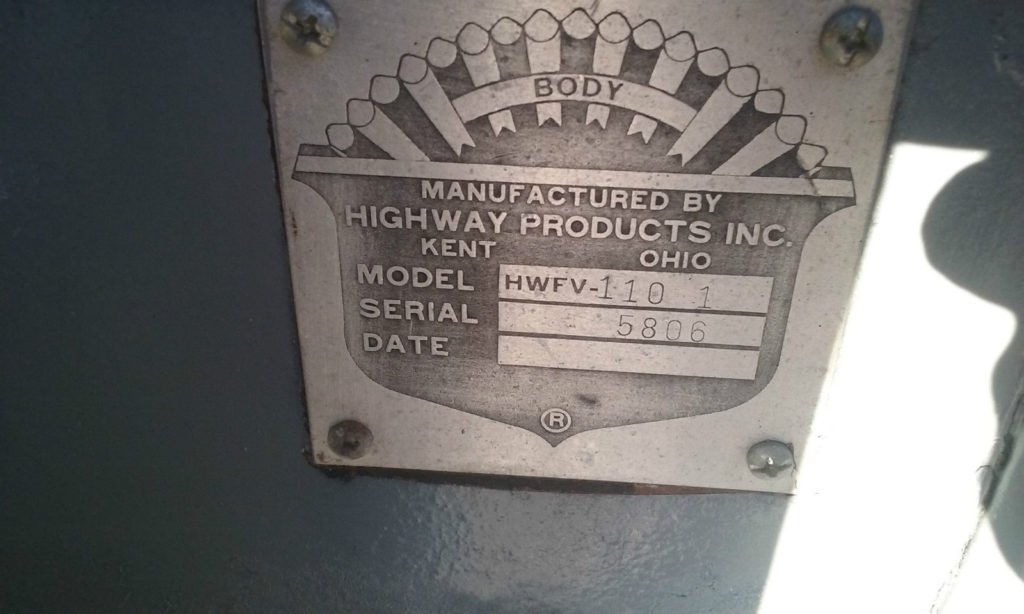 BODY
MANUFACTURED BY
HIGHWAY PRODUCTS INC.
KENT OHIO
MODEL HWFV-110 1
SERIAL 5806
DATE
®